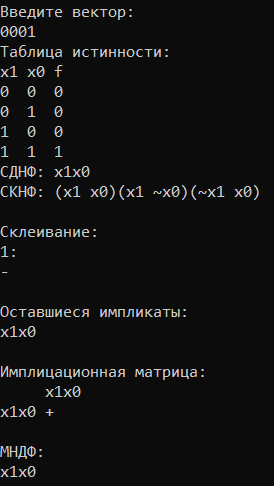 Введите вектор:
0001
Таблица истинности:
x1 x0 f
0  0  0
0  1  0
1  0  0
1  1  1
СДНФ: x1x0
СКНФ: (x1 x0)(x1 ~x0)(~x1 x0)
Склеивание:
1:
-
Оставшиеся импликаты:
x1x0
Импликационная матрица:
     x1x0
x1x0 +
МНДФ:
x1x0